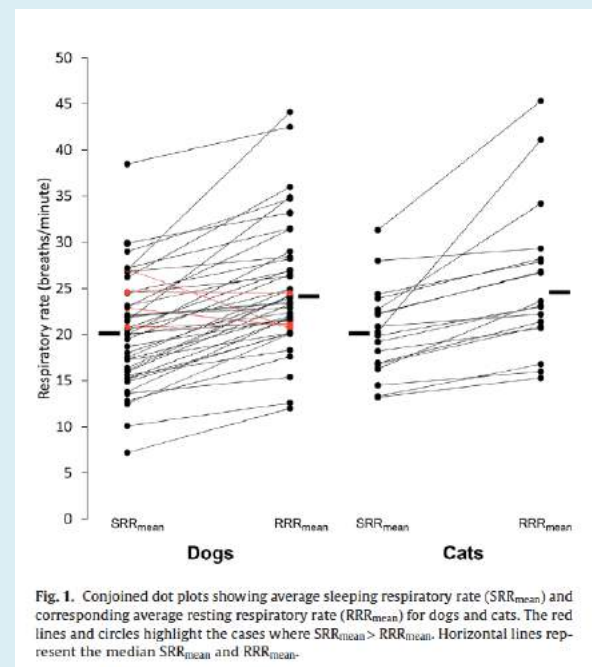 50
45
40
35
30
25
20
15
10
5
0
Respiratory rate (breaths/minute)
SRRmean
RRRmean
SRRmean
RRRmean
Dogs
Cats
Fig. 1. Conjoined dot plots showing average sleeping respiratory rate (SRRmean) and
corresponding average resting respiratory rate (RRRmean) for dogs and cats. The red
lines and circles highlight the cases where SRRmean> RRRmean. Horizontal lines rep-
resent the median SRRmean and RRRmean.